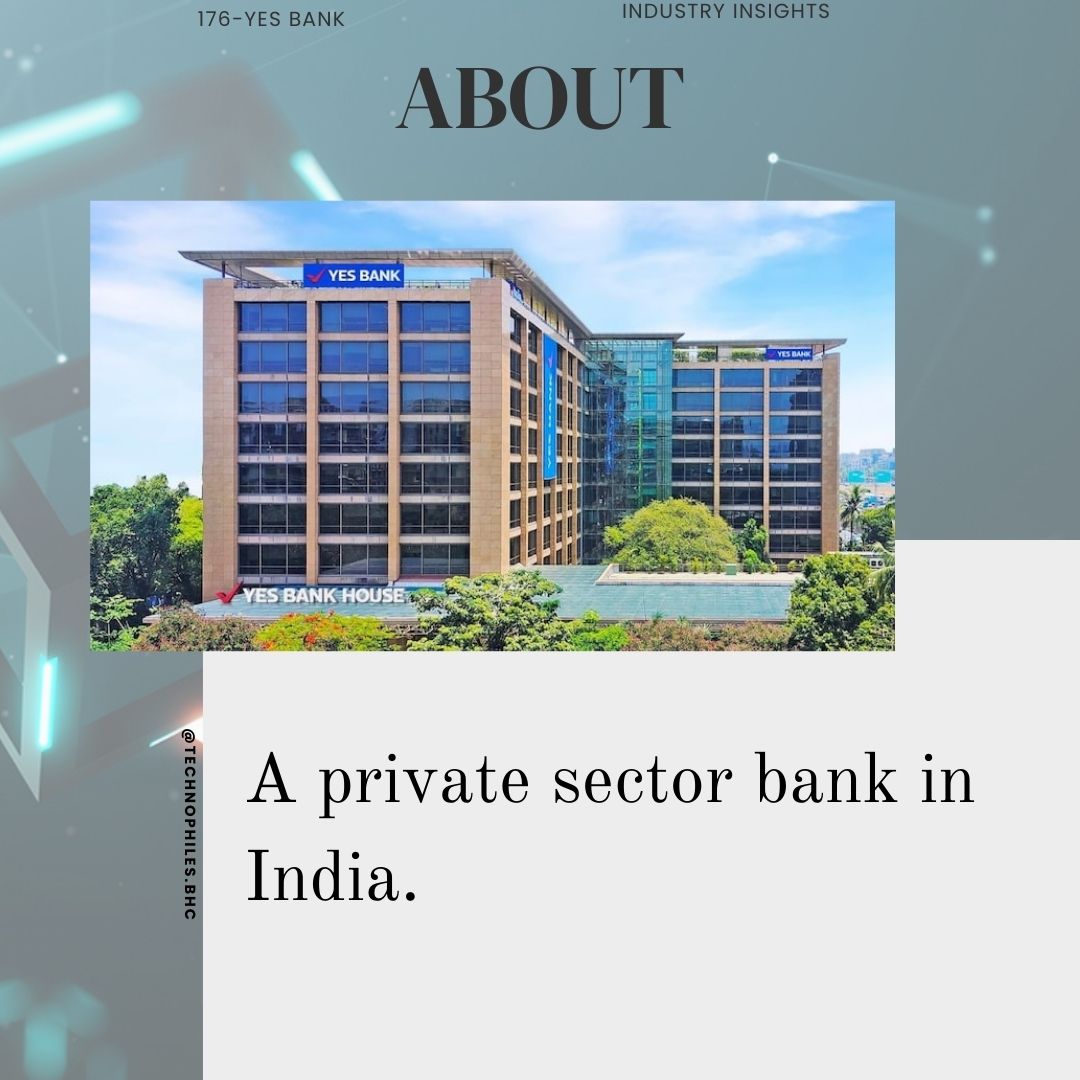 176-YES BANK
INDUSTRY INSIGHTS
ABOUT
YES BANK
YES BANK
YES BANK HOUSE
@TECHNOPHILES.BHC
A private sector bank in
India.